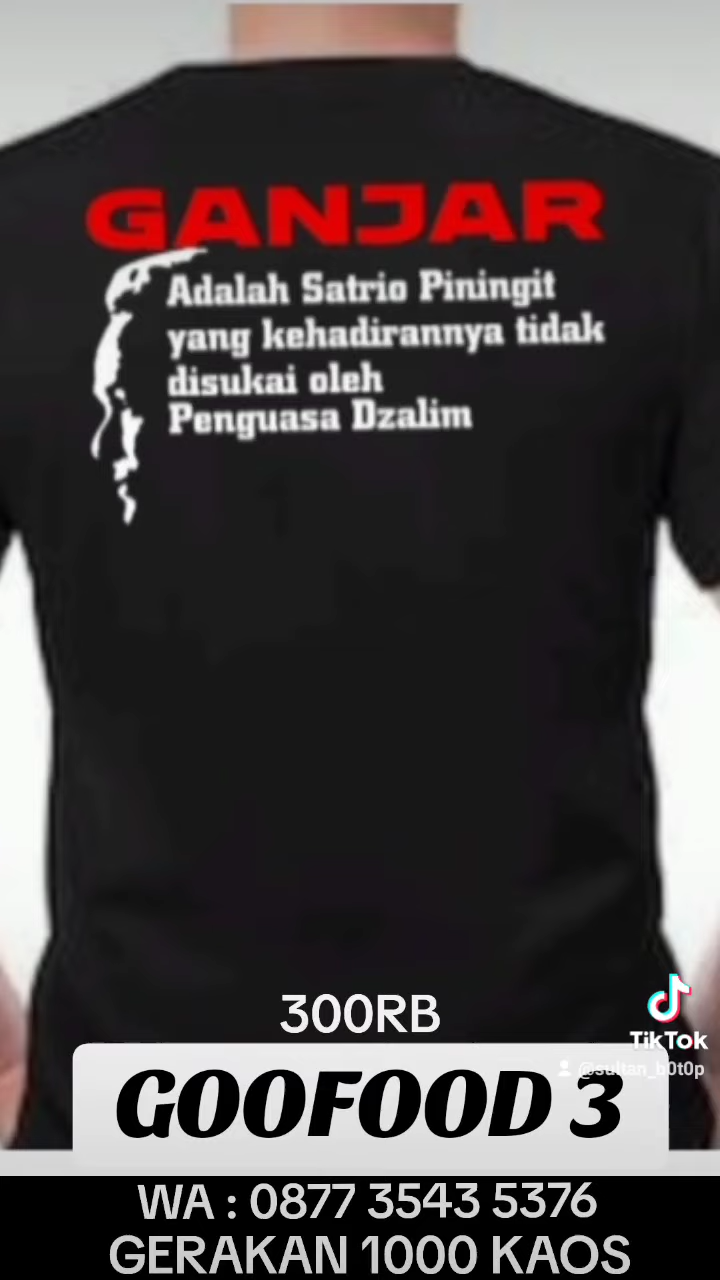 GANJAR
Adalah Satrio Piningit
yang kehadirannya tidak
disukai oleh
Penguasa Dzalim
300RB
TikTok
@sultan_h0t0p
GOOFOOD 3
WA : 0877 3543 5376
GERAKAN 1000 KAOS